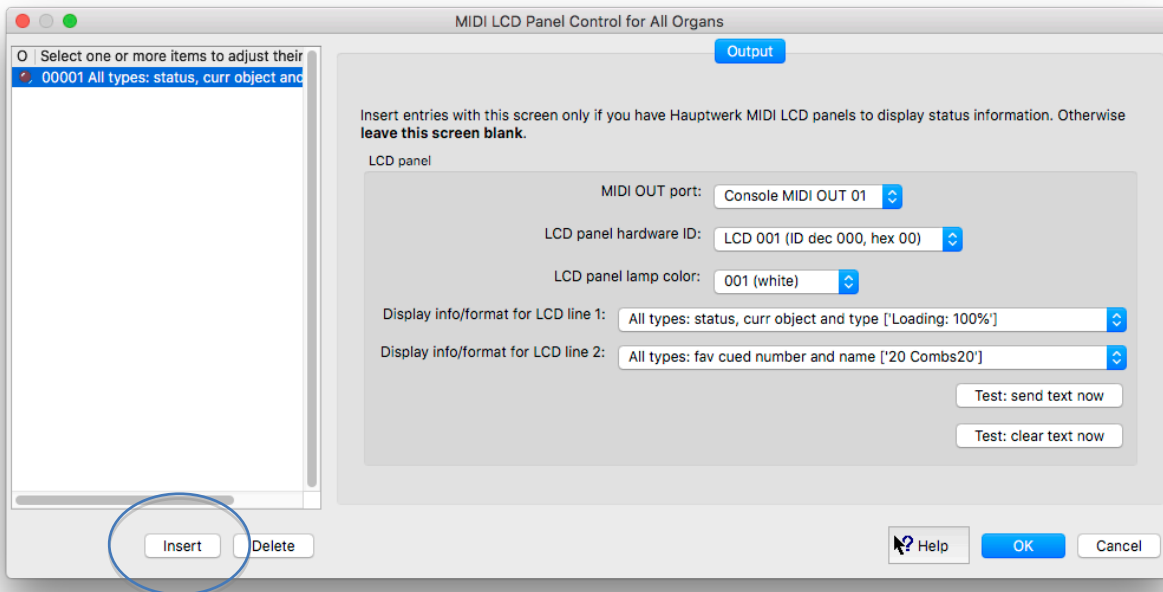 MIDI LCD Panel Control for All Organs
O Select one or more items to adjust their
00001 All types: status, curr object and
Output
Insert entries with this screen only if you have Hauptwerk MIDI LCD panels to display status information. Otherwise
leave this screen blank.
LCD panel
MIDI OUT port: Console MIDI OUT 01
LCD panel hardware ID: LCD 001 (ID dec 000, hex 00)
LCD panel lamp color: 001 (white)
Display info/format for LCD line 1: All types: status, curr object and type ['Loading: 100%']
Display info/format for LCD line 2: All types: fav cued number and name ['20 Combs20']
Test: send text now
Test: clear text now
Insert Delete ? Help OK Cancel